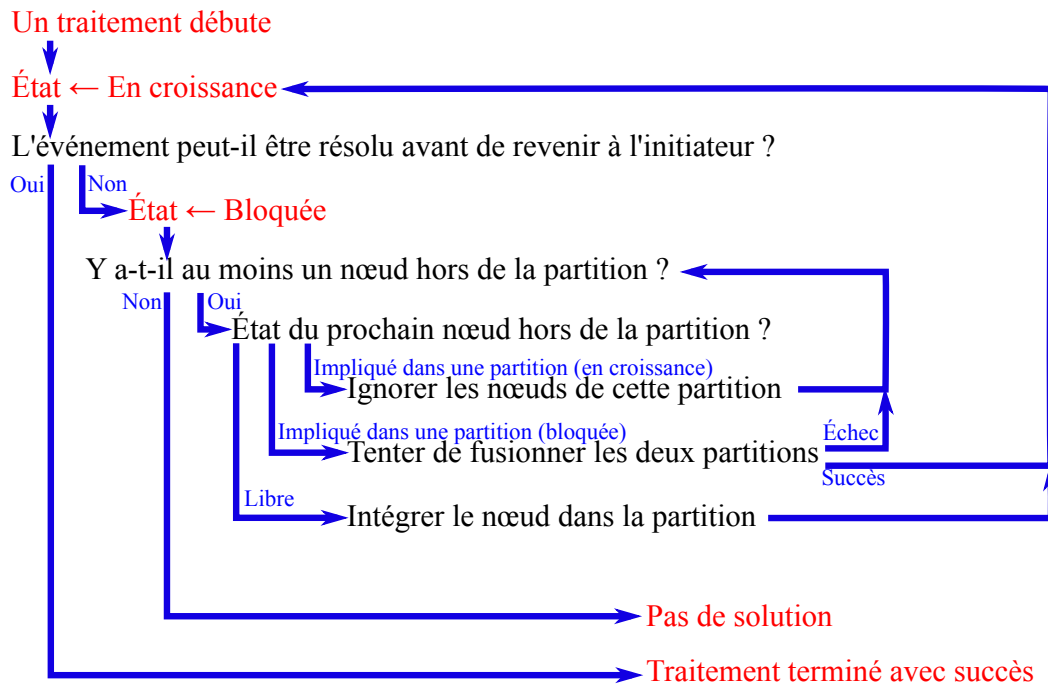 Un traitement débute
État ← En croissance
L'événement peut-il être résolu avant de revenir à l'initiateur ?
Oui
Non
État ← Bloquée
Y a-t-il au moins un nœud hors de la partition ?
Non
Oui
État du prochain nœud hors de la partition ?
Impliqué dans une partition (en croissance)
Ignorer les nœuds de cette partition
Impliqué dans une partition (bloquée)
Échec
Tenter de fusionner les deux partitions
Succès
Libre
Intégrer le nœud dans la partition
Pas de solution
Traitement terminé avec succès